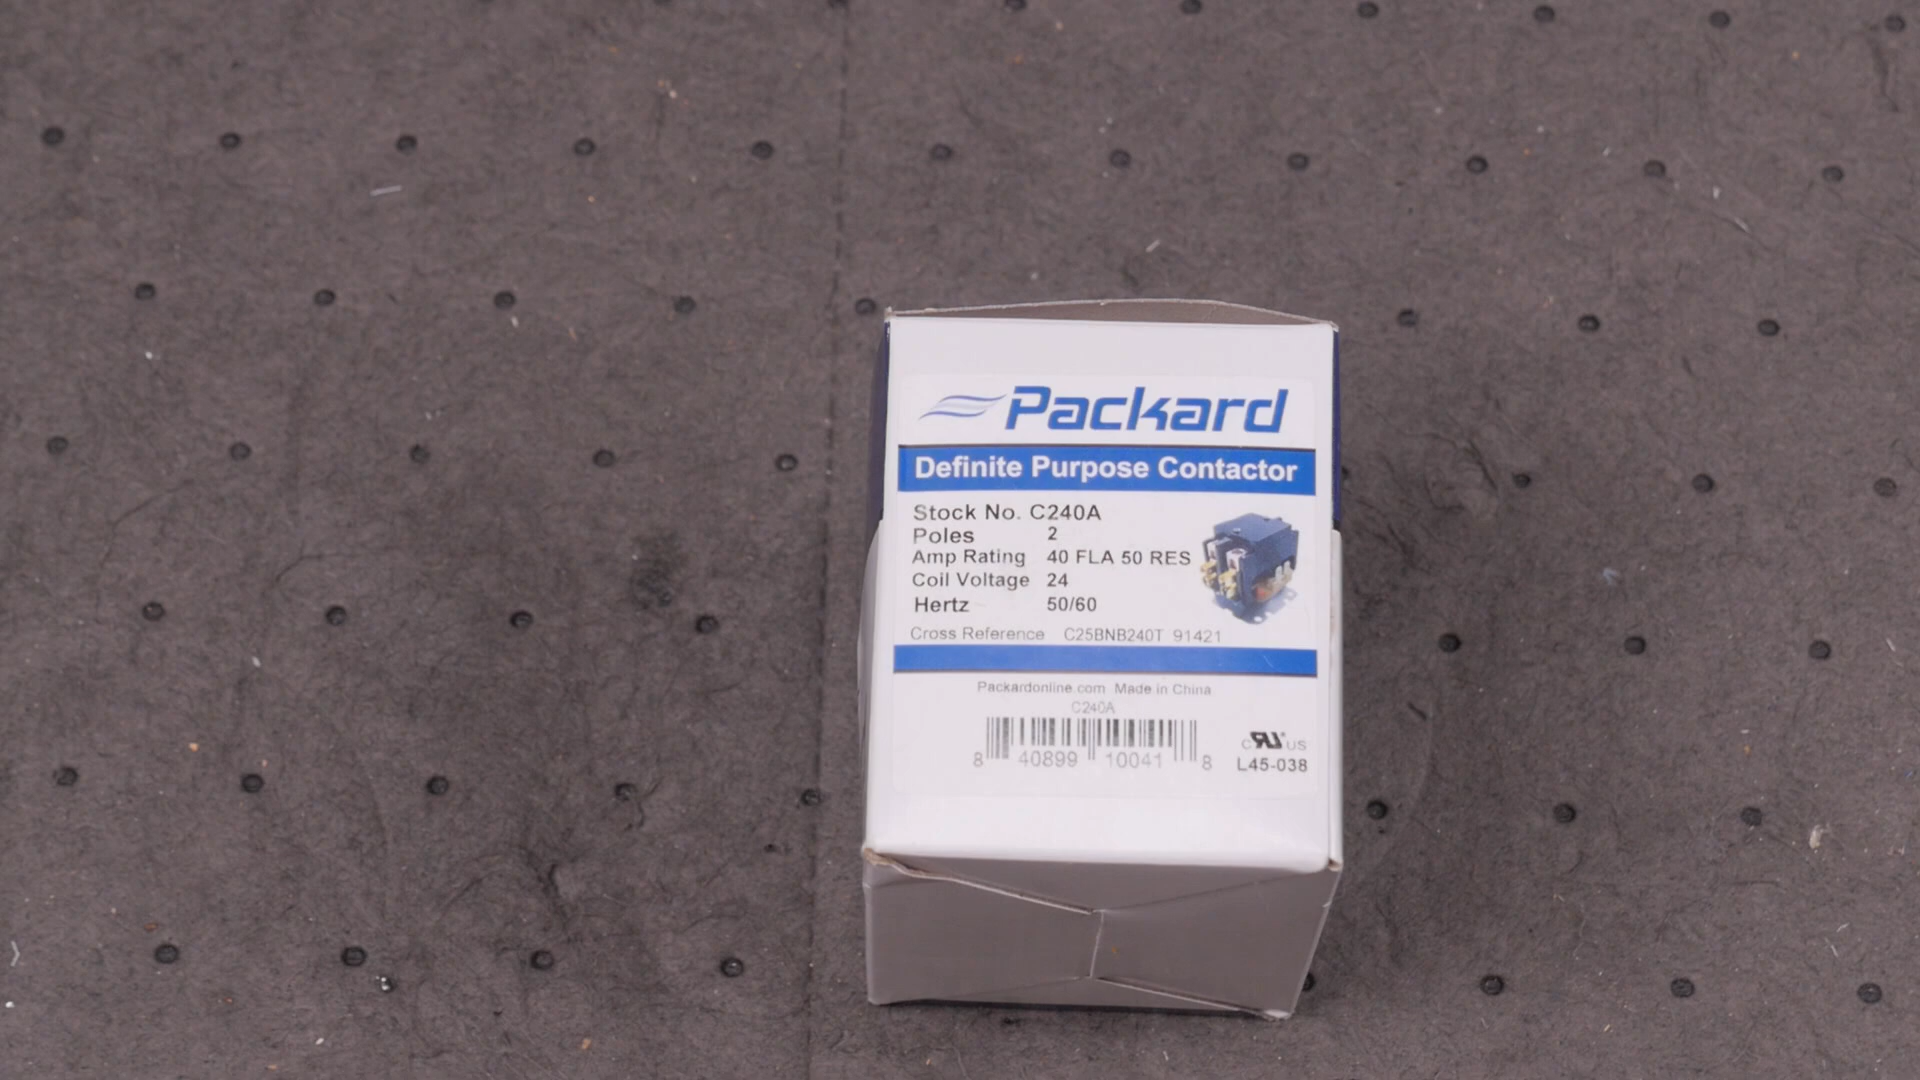 Packard
Definite Purpose Contactor
Stock No. C240A
Poles 2
Amp Rating 40 FLA 50 RES
Coil Voltage 24
Hertz 50/60
Cross Reference C25BNB240T 91421
Packardonline.com Made in China
C240A
8 40899 10041 8
C RU US
L45-038